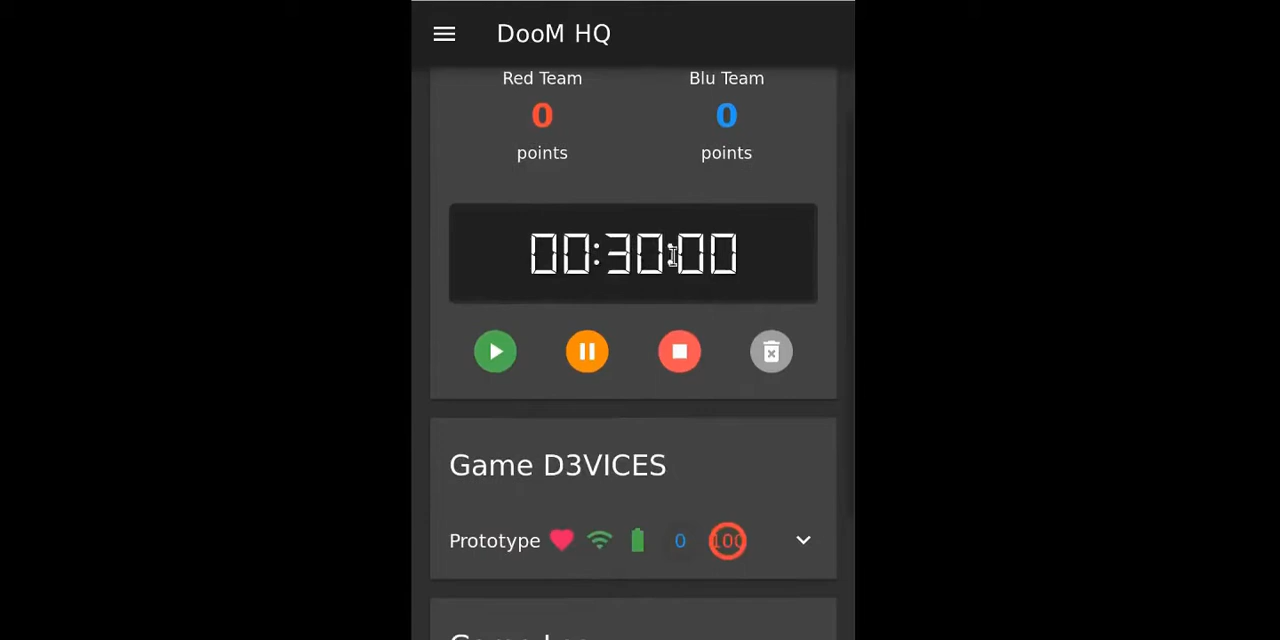 DooM HQ
Red Team Blu Team
0 0
points points
00:30:00
Game D3VICES
Prototype 0 100